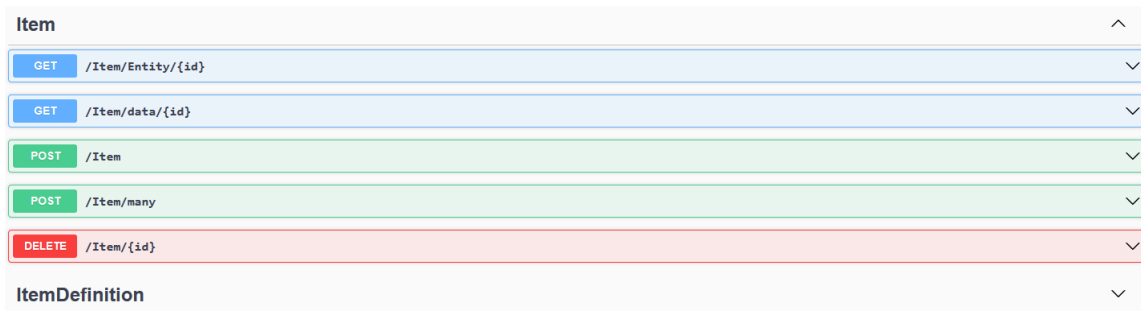 Item
GET /Item/Entity/{id}
GET /Item/data/{id}
POST /Item
POST /Item/many
DELETE /Item/{id}
ItemDefinition